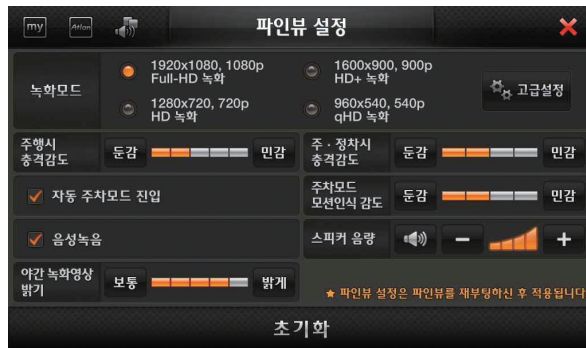 my Atlan 파인뷰 설정
녹화모드
1920x1080, 1080p
Full-HD 녹화
1600x900, 900p
HD+ 녹화
1280x720, 720p
HD 녹화
960x540, 540p
qHD 녹화
고급설정
주행시
충격감도
둔감 민감
주 · 정차시
충격감도
둔감 민감
자동 주차모드 진입
주차모드
모션인식 감도
둔감 민감
음성녹음
스피커 음량 − +
야간 녹화영상
밝기
보통 밝게
★ 파인뷰 설정은 파인뷰를 재부팅하신 후 적용됩니다
초기화